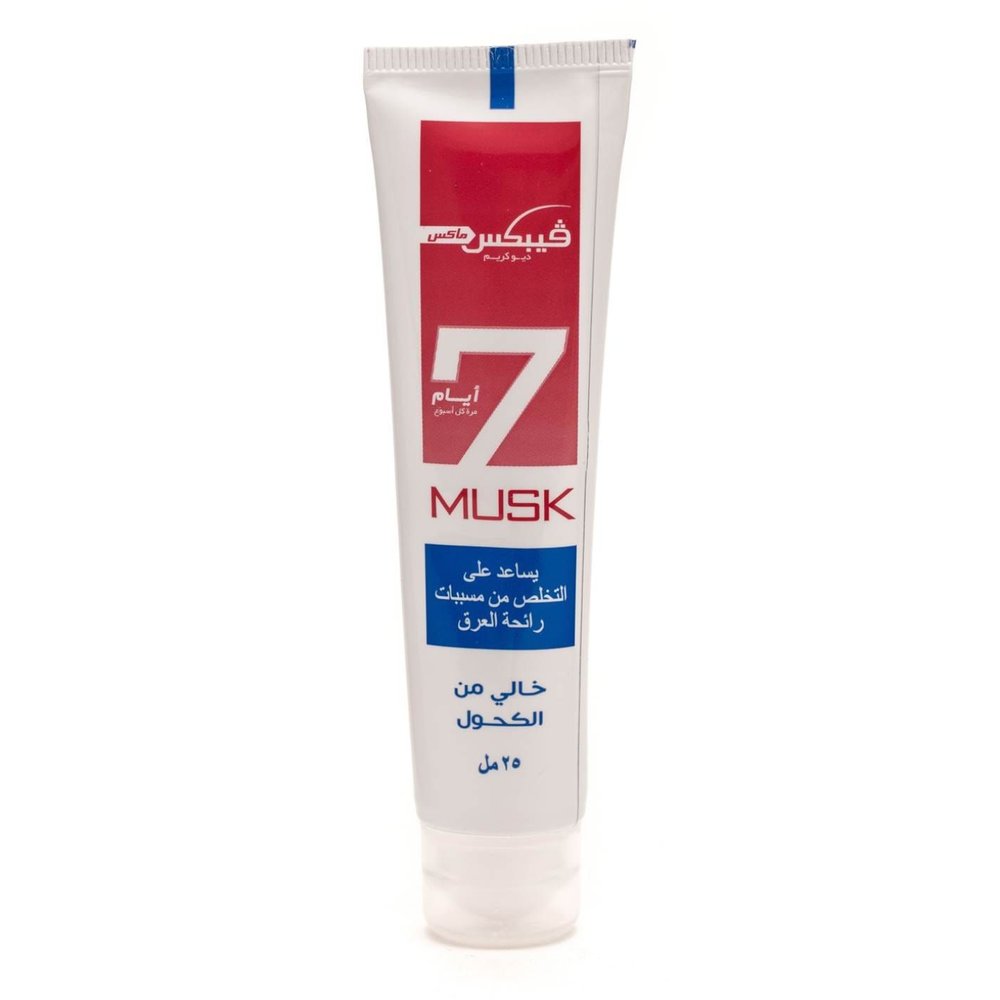 ڤيبكس ماكس
ديو كريم
7
أيام
مرة كل أسبوع
MUSK
يساعد على
التخلص من مسببات
رائحة العرق
خالي من
الكحول
٢٥ مل